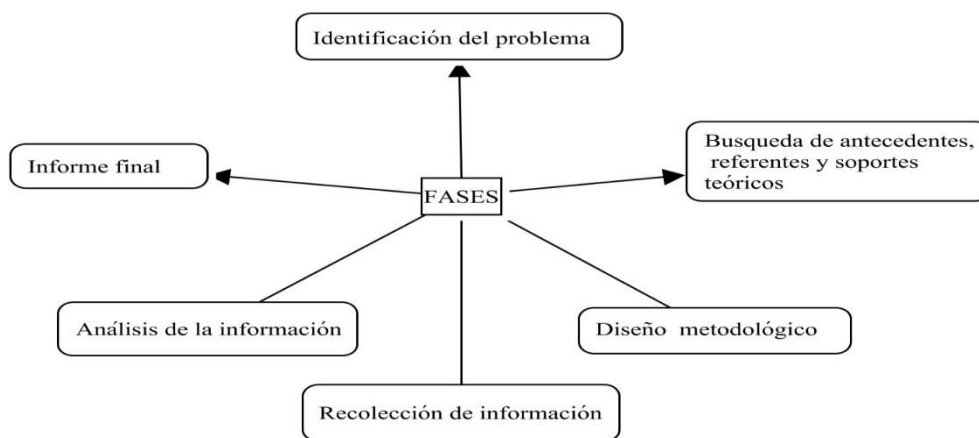 Identificación del problema
Informe final
Busqueda de antecedentes,
referentes y soportes
teóricos
FASES
Análisis de la información
Diseño metodológico
Recolección de información